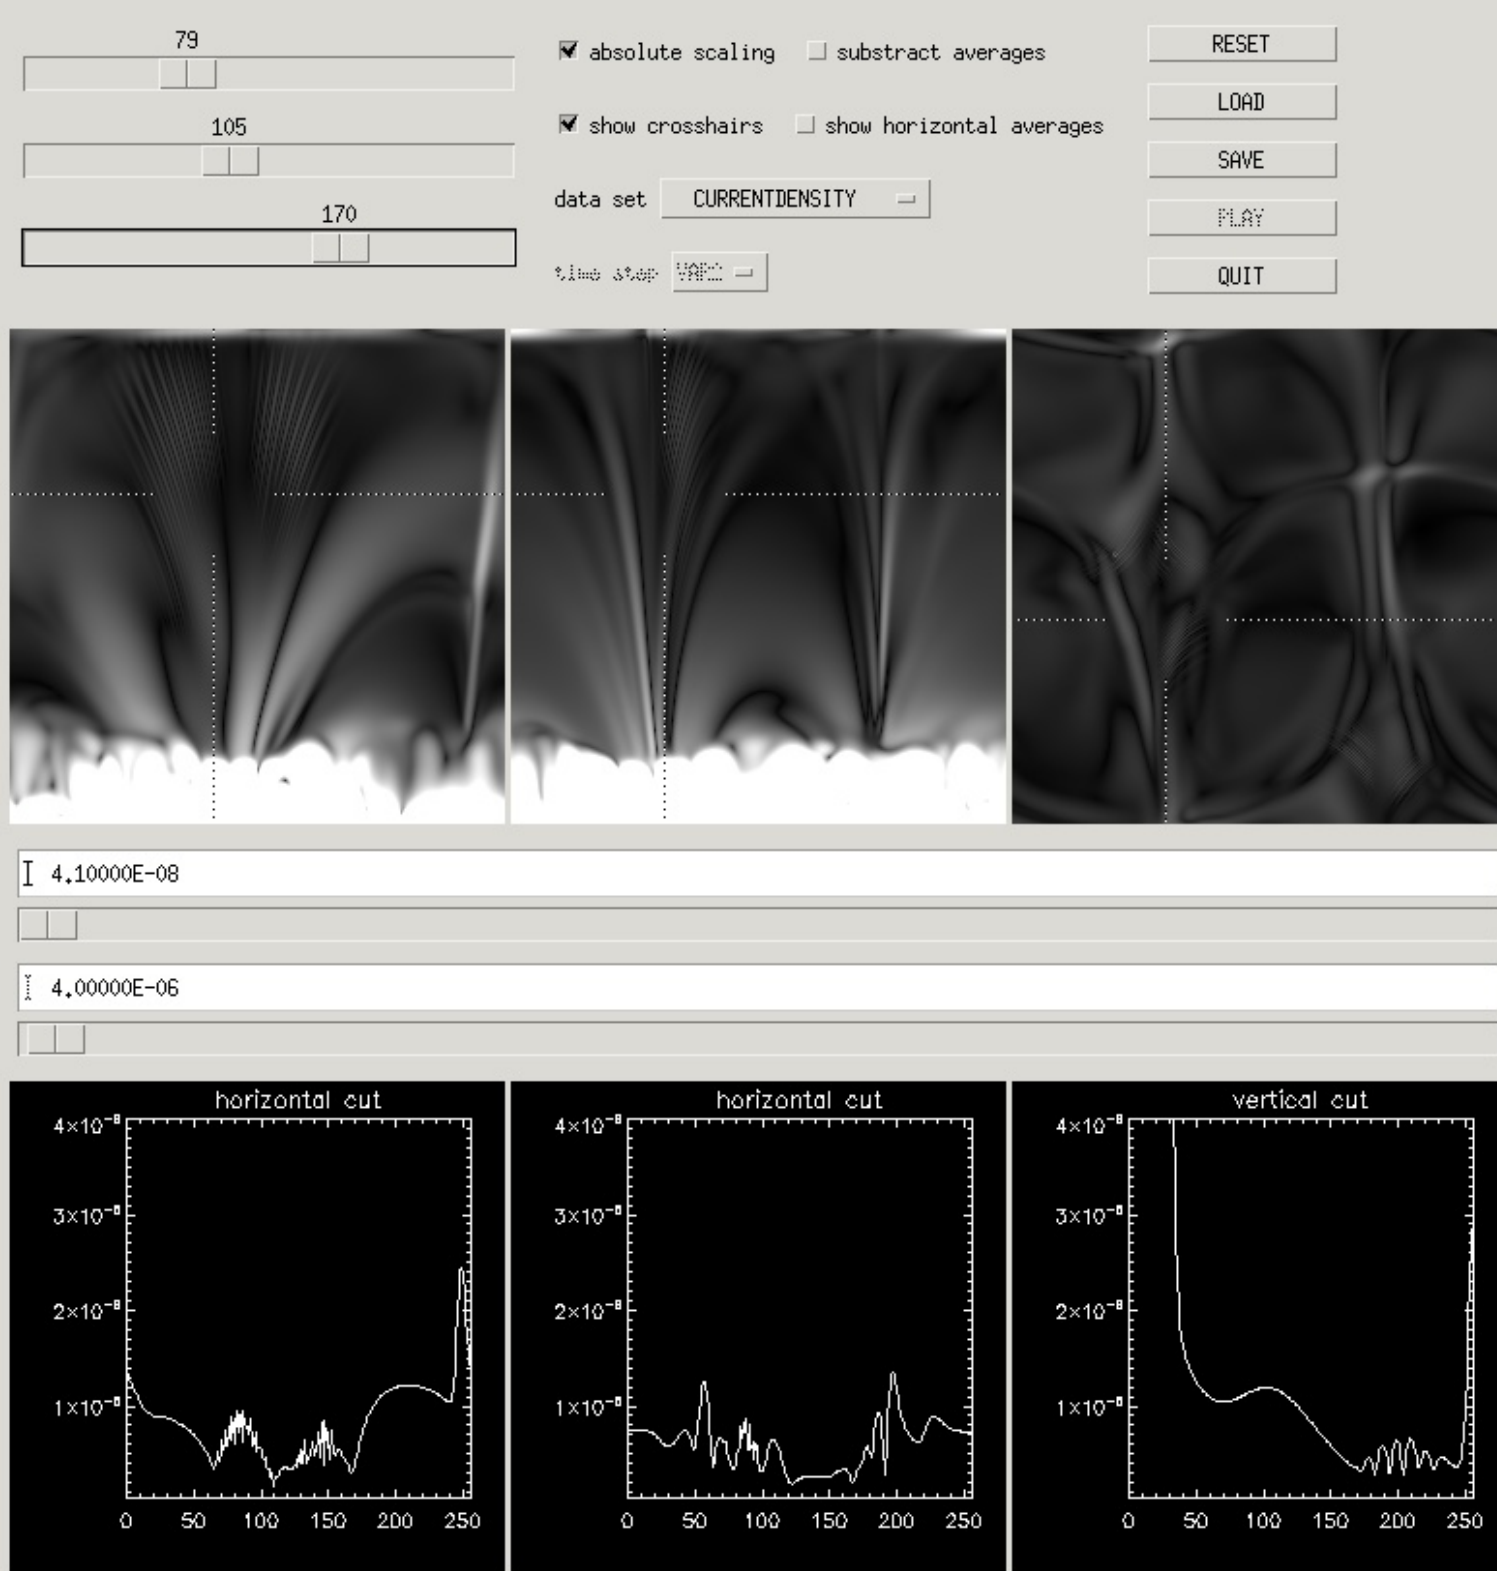 79
absolute scaling substract averages
RESET
LOAD
105
show crosshairs show horizontal averages
SAVE
data set CURRENTDENSITY
170
PLAY
time step
QUIT
4.10000E-08
4.00000E-06
horizontal cut
4×10⁻⁸
3×10⁻⁸
2×10⁻⁸
1×10⁻⁸
0 50 100 150 200 250
horizontal cut
4×10⁻⁸
3×10⁻⁸
2×10⁻⁸
1×10⁻⁸
0 50 100 150 200 250
vertical cut
4×10⁻⁸
3×10⁻⁸
2×10⁻⁸
1×10⁻⁸
0 50 100 150 200 250